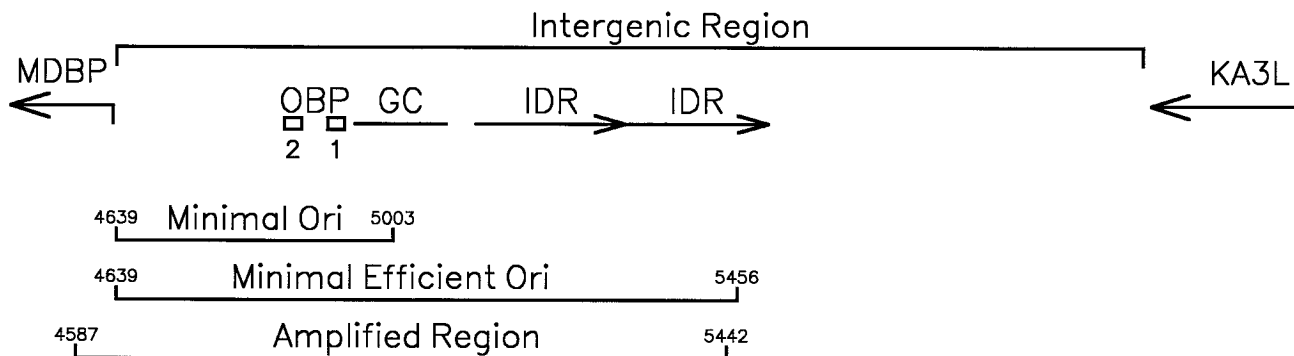 Intergenic Region
MDBP
KA3L
OBP GC IDR IDR
2 1
4639 Minimal Ori 5003
4639 Minimal Efficient Ori 5456
4587 Amplified Region 5442